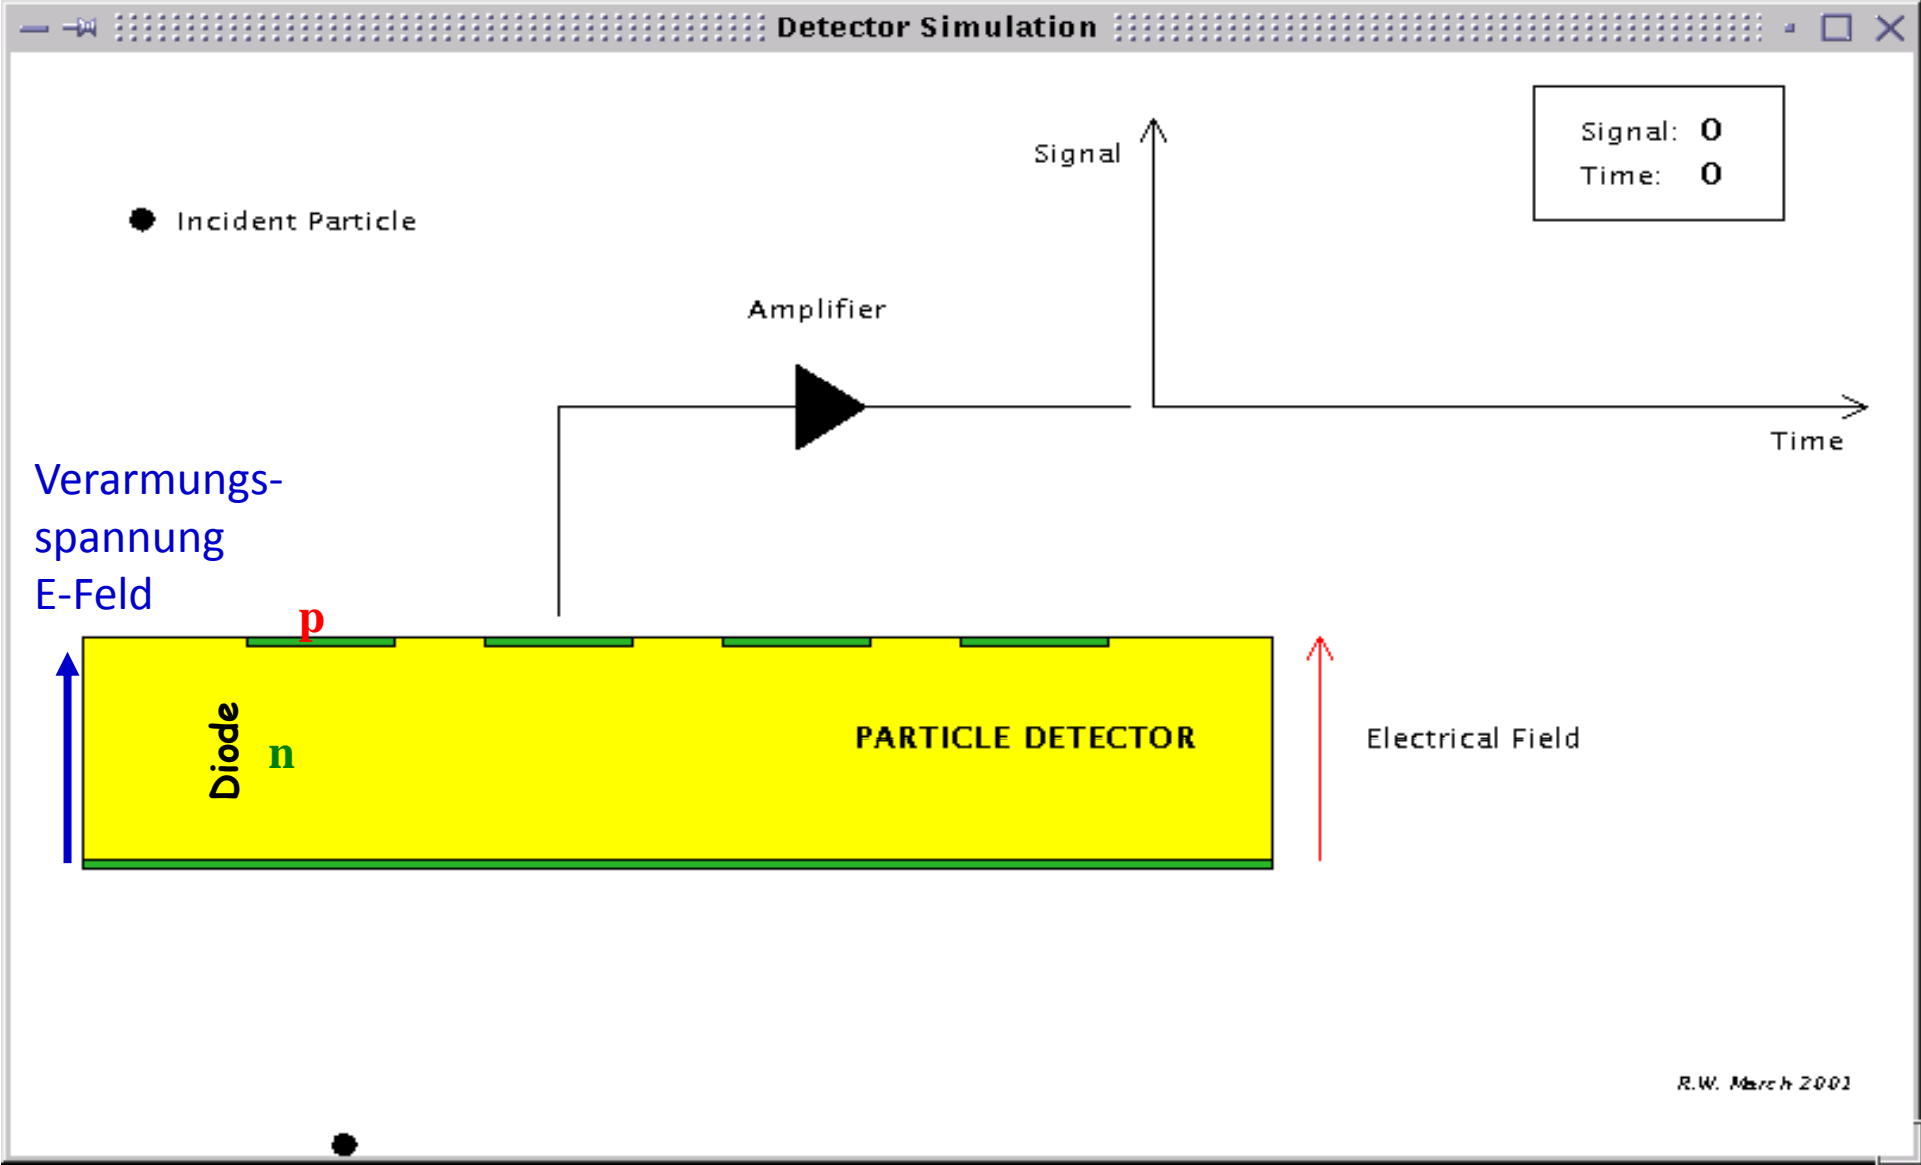 Detector Simulation
Signal: 0
Time: 0
Signal
Incident Particle
Amplifier
Time
Verarmungs-
spannung
E-Feld
p
Diode
n
PARTICLE DETECTOR
Electrical Field
R.W. March 2001